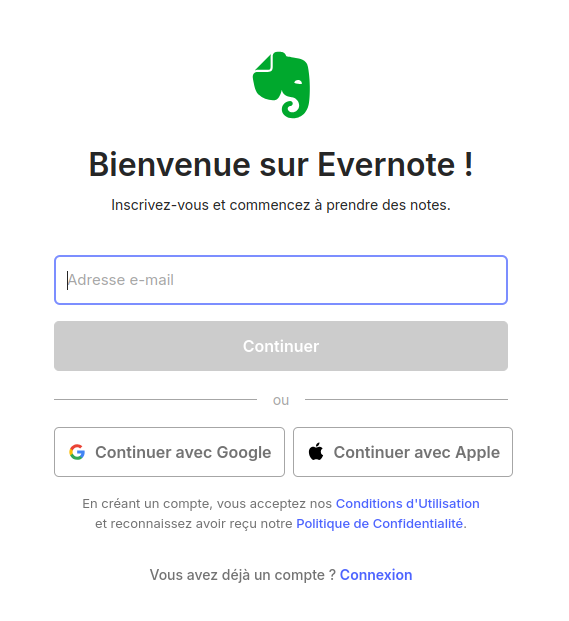 Bienvenue sur Evernote !
Inscrivez-vous et commencez à prendre des notes.
Adresse e-mail
Continuer
ou
Continuer avec Google
Continuer avec Apple
En créant un compte, vous acceptez nos Conditions d'Utilisation
et reconnaissez avoir reçu notre Politique de Confidentialité.
Vous avez déjà un compte ? Connexion